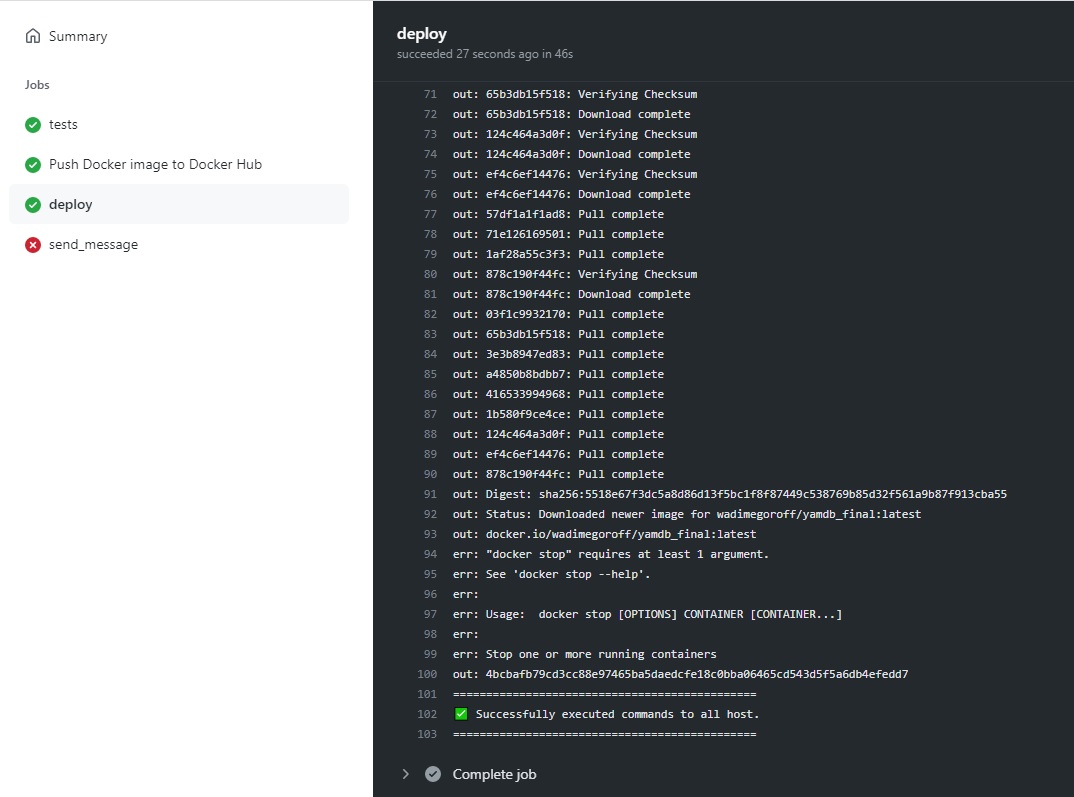 Summary
Jobs
tests
Push Docker image to Docker Hub
deploy
send_message
deploy
succeeded 27 seconds ago in 46s
71 out: 65b3db15f518: Verifying Checksum
72 out: 65b3db15f518: Download complete
73 out: 124c464a3d0f: Verifying Checksum
74 out: 124c464a3d0f: Download complete
75 out: ef4c6ef14476: Verifying Checksum
76 out: ef4c6ef14476: Download complete
77 out: 57df1a1f1ad8: Pull complete
78 out: 71e126169501: Pull complete
79 out: 1af28a55c3f3: Pull complete
80 out: 878c190f44fc: Verifying Checksum
81 out: 878c190f44fc: Download complete
82 out: 03f1c9932170: Pull complete
83 out: 65b3db15f518: Pull complete
84 out: 3e3b8947ed83: Pull complete
85 out: a4850b8bdbb7: Pull complete
86 out: 416533994968: Pull complete
87 out: 1b580f9ce4ce: Pull complete
88 out: 124c464a3d0f: Pull complete
89 out: ef4c6ef14476: Pull complete
90 out: 878c190f44fc: Pull complete
91 out: Digest: sha256:5518e67f3dc5a8d86d13f5bc1f8f87449c538769b85d32f561a9b87f913cba55
92 out: Status: Downloaded newer image for wadimegoroff/yamdb_final:latest
93 out: docker.io/wadimegoroff/yamdb_final:latest
94 err: "docker stop" requires at least 1 argument.
95 err: See 'docker stop --help'.
96 err:
97 err: Usage:  docker stop [OPTIONS] CONTAINER [CONTAINER...]
98 err:
99 err: Stop one or more running containers
100 out: 4bcbafb79cd3cc88e97465ba5daedcfe18c0bba06465cd543d5f5a6db4efedd7
101 ==============================================
102 ✅ Successfully executed commands to all host.
103 ==============================================
Complete job